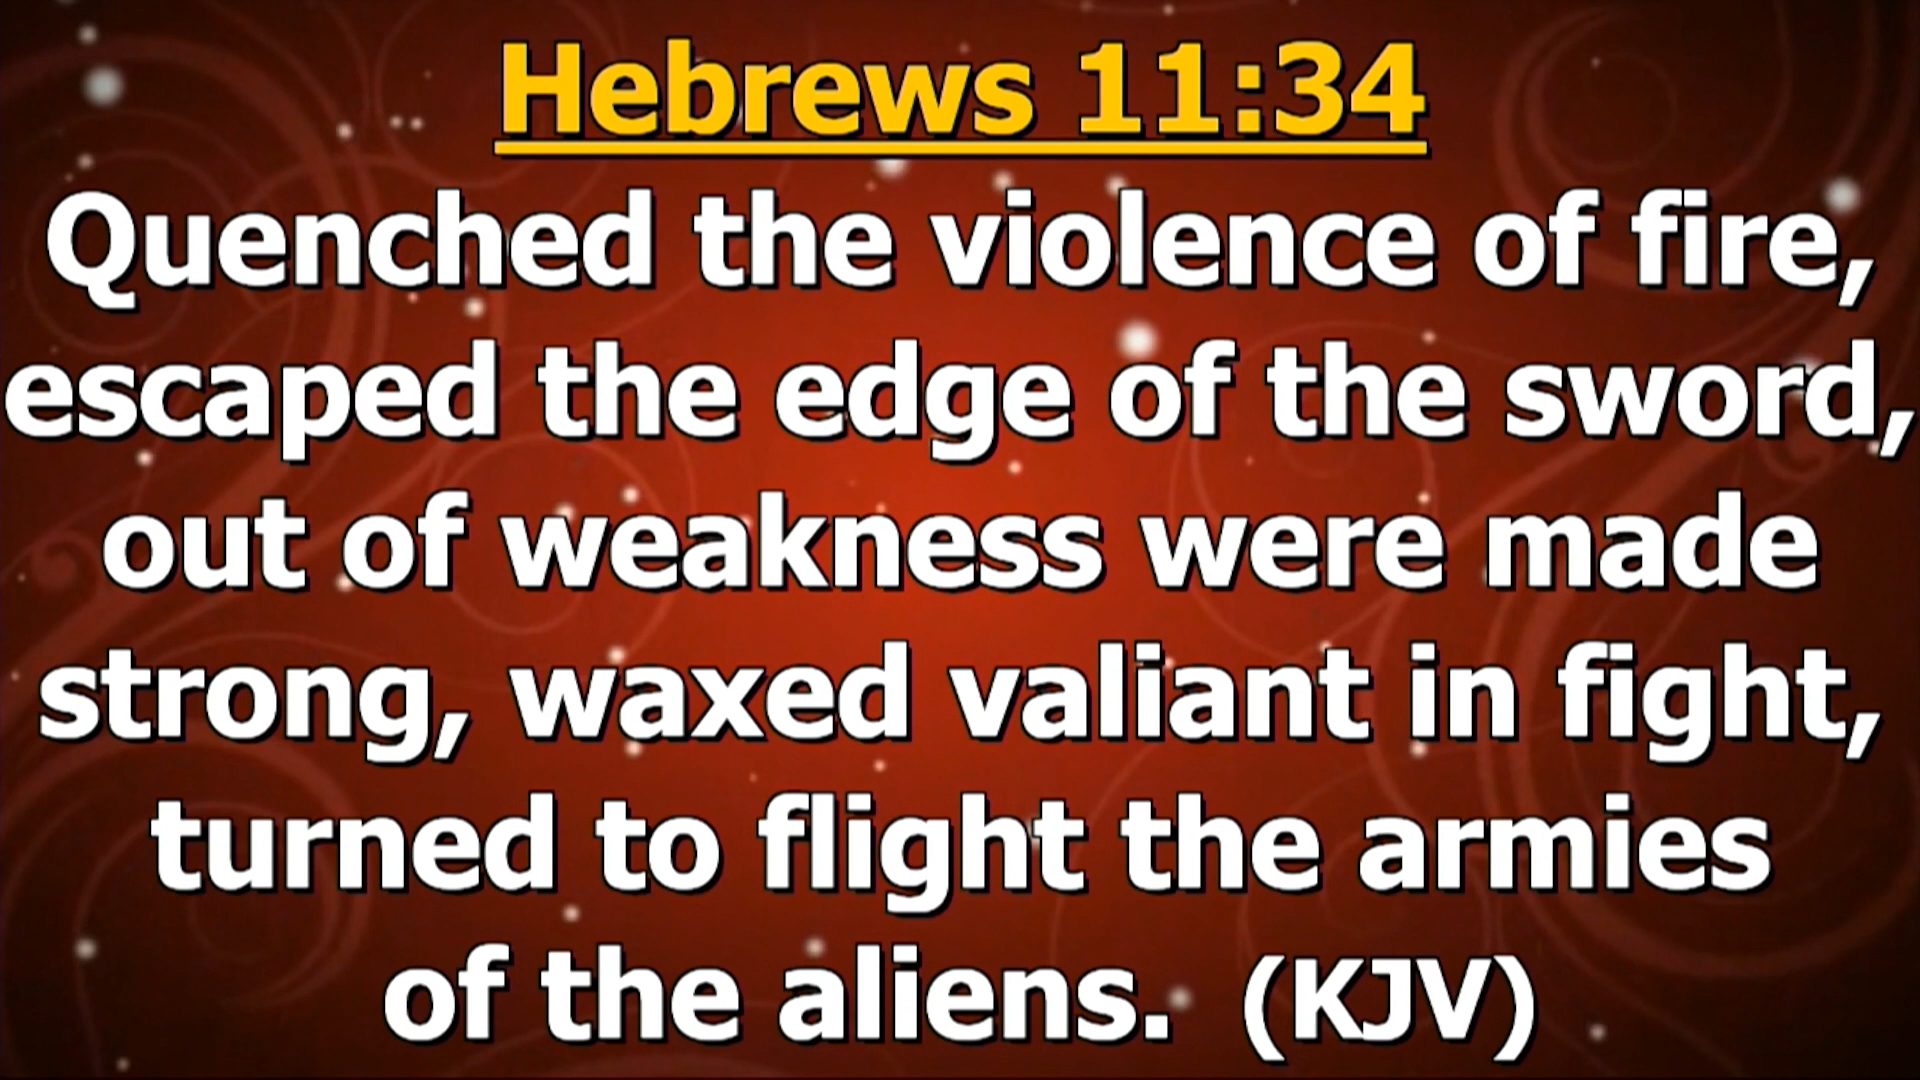 Hebrews 11:34
Quenched the violence of fire,
escaped the edge of the sword,
out of weakness were made
strong, waxed valiant in fight,
turned to flight the armies
of the aliens. (KJV)